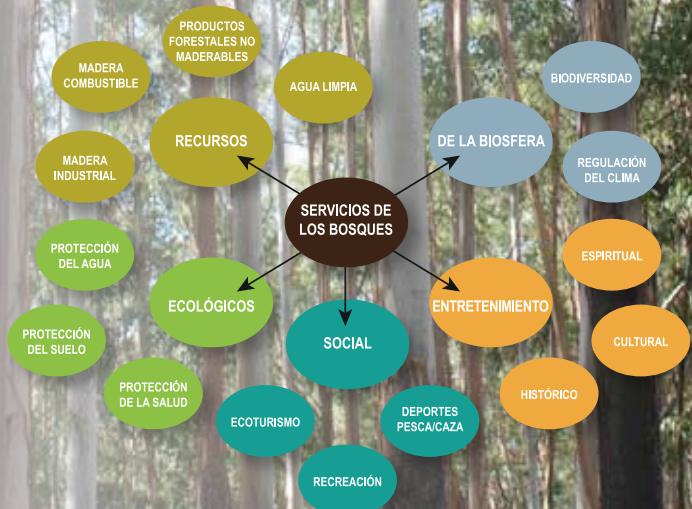 PRODUCTOS
FORESTALES NO
MADERABLES
MADERA
COMBUSTIBLE
AGUA LIMPIA
BIODIVERSIDAD
RECURSOS
DE LA BIOSFERA
MADERA
INDUSTRIAL
REGULACIÓN
DEL CLIMA
SERVICIOS DE
LOS BOSQUES
PROTECCIÓN
DEL AGUA
ESPIRITUAL
ECOLÓGICOS
ENTRETENIMIENTO
PROTECCIÓN
DEL SUELO
SOCIAL
CULTURAL
PROTECCIÓN
DE LA SALUD
HISTÓRICO
ECOTURISMO
DEPORTES
PESCA/CAZA
RECREACIÓN